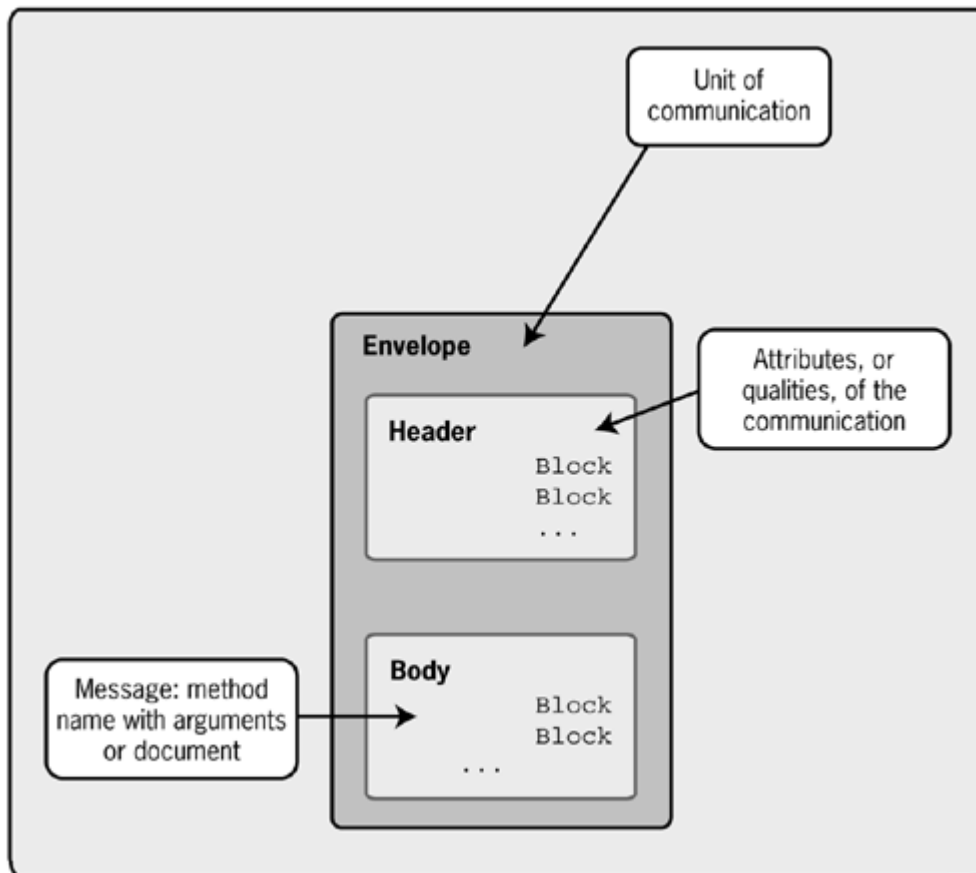 Unit of
communication
Envelope
Attributes, or
qualities, of the
communication
Header
Block
Block
...
Body
Message: method
name with arguments
or document
Block
Block
...